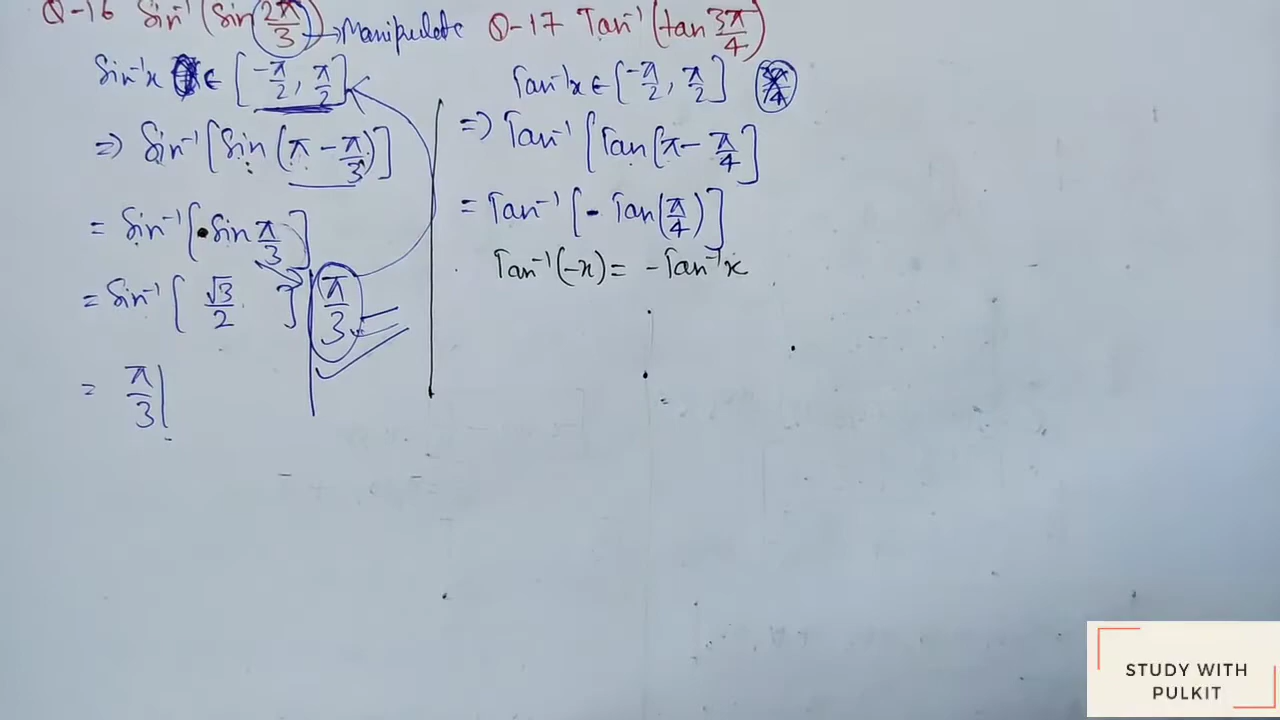 Q-16 Sin⁻¹(Sin 2π/3) → Manipulate
Sin⁻¹x ∈ [-π/2, π/2]
=> Sin⁻¹[Sin(π - π/3)]
= Sin⁻¹[Sin π/3]
= Sin⁻¹[√3/2] π/3
= π/3
Q-17 Tan⁻¹(tan 3π/4)
Tan⁻¹x ∈ [-π/2, π/2]
=> Tan⁻¹[Tan(π - π/4]
= Tan⁻¹[- Tan(π/4)]
Tan⁻¹(-x) = -Tan⁻¹x
STUDY WITH
PULKIT